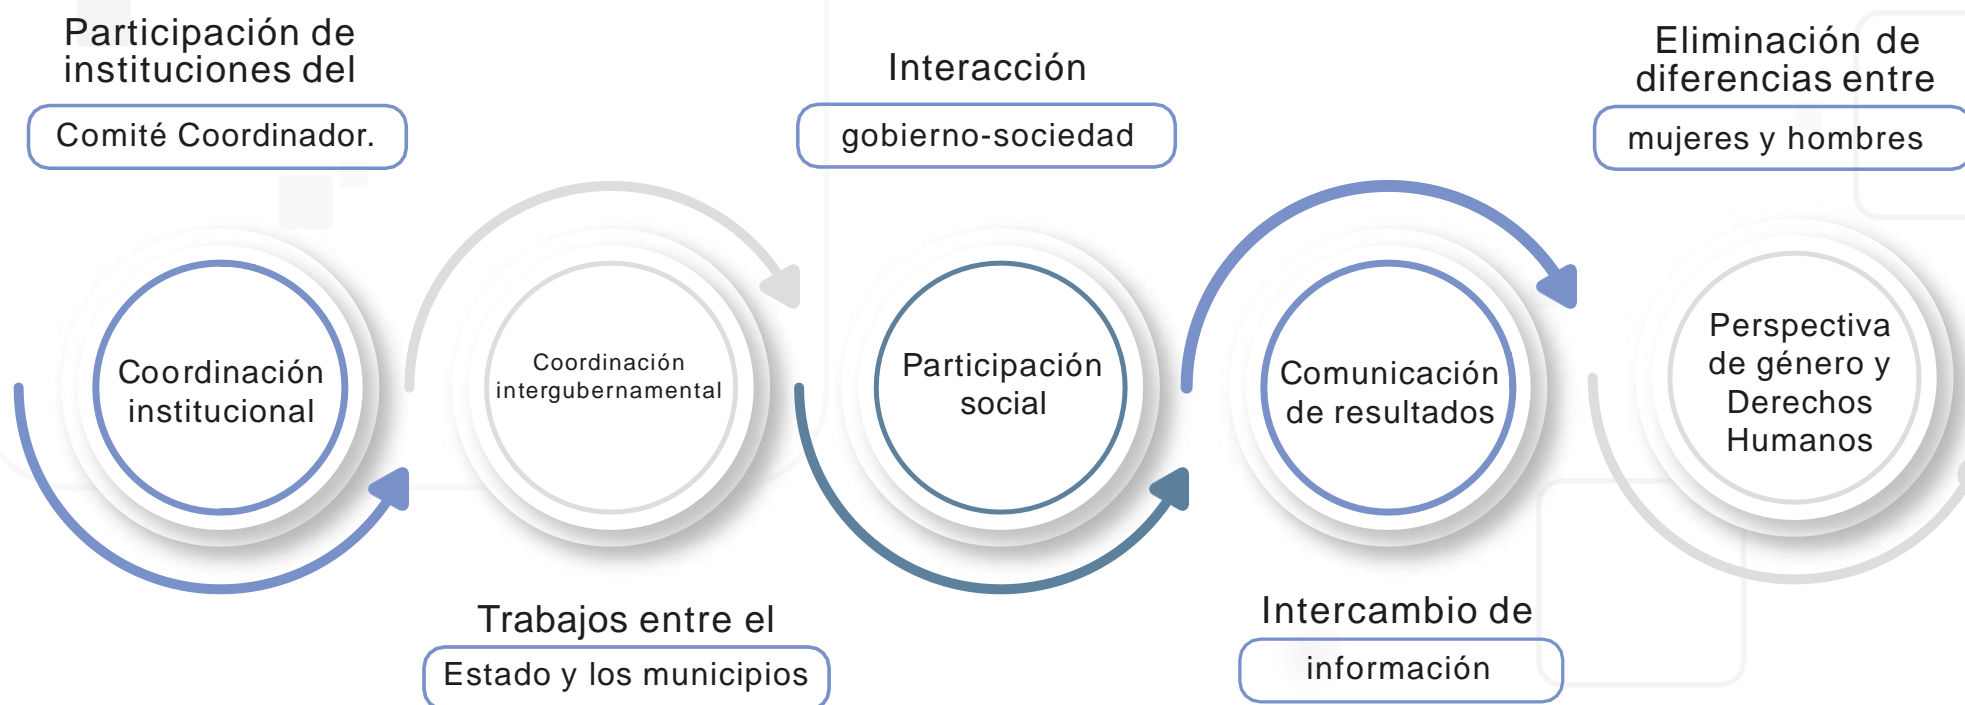 Participación de
instituciones del
Comité Coordinador.
Coordinación
institucional
Coordinación
intergubernamental
Trabajos entre el
Estado y los municipios
Interacción
gobierno-sociedad
Participación
social
Comunicación
de resultados
Intercambio de
información
Eliminación de
diferencias entre
mujeres y hombres
Perspectiva
de género y
Derechos
Humanos